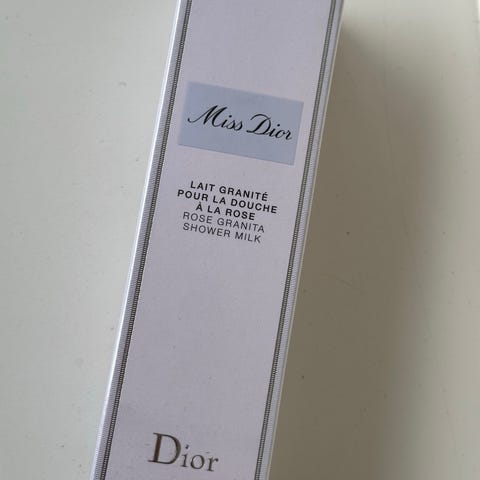 Miss Dior
LAIT GRANITÉ
POUR LA DOUCHE
À LA ROSE
ROSE GRANITA
SHOWER MILK
Dior